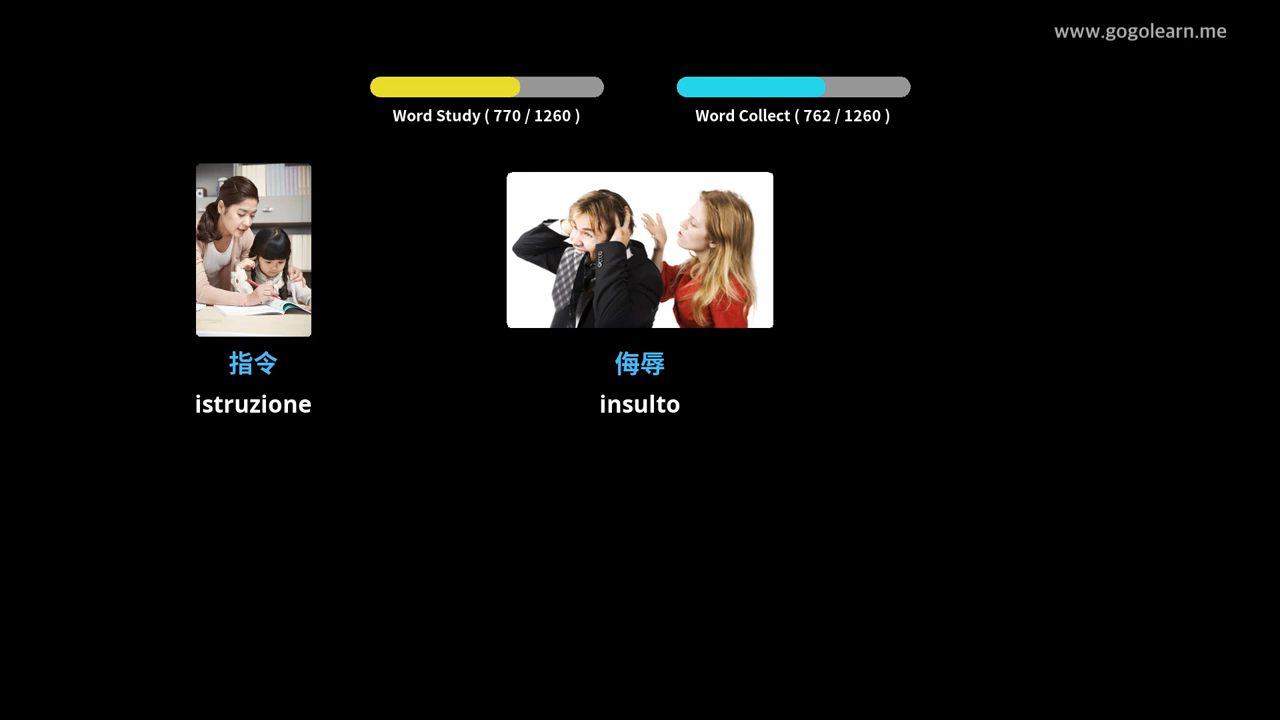 www.gogolearn.me
Word Study ( 770 / 1260 )
Word Collect ( 762 / 1260 )
指令
istruzione
侮辱
insulto